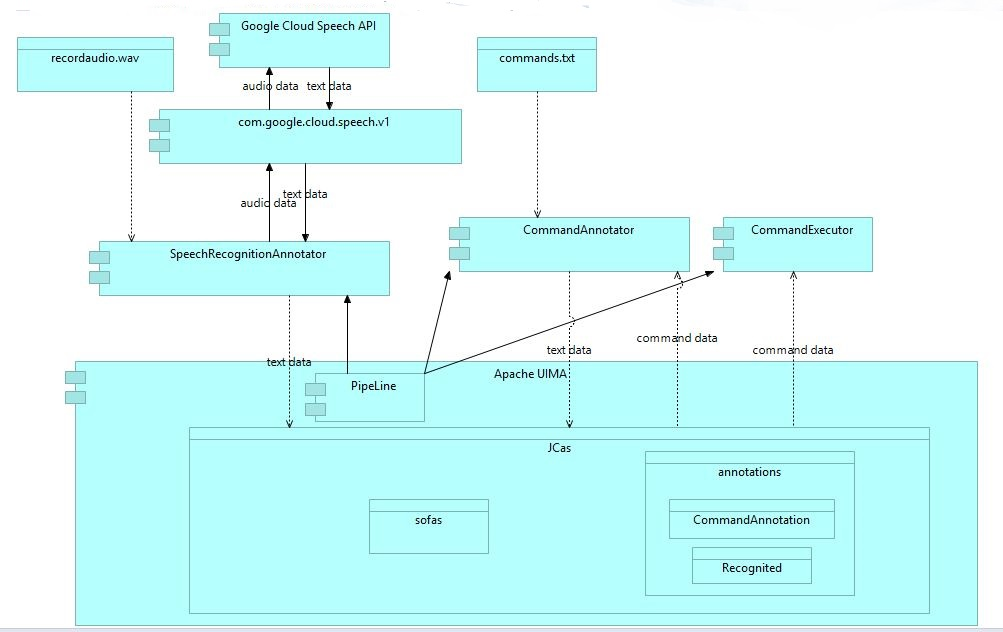 Google Cloud Speech API
recordaudio.wav
commands.txt
audio data
text data
com.google.cloud.speech.v1
text data
audio data
CommandAnnotator
CommandExecutor
SpeechRecognitionAnnotator
command data
text data
command data
text data
Apache UIMA
PipeLine
JCas
annotations
sofas
CommandAnnotation
Recognited